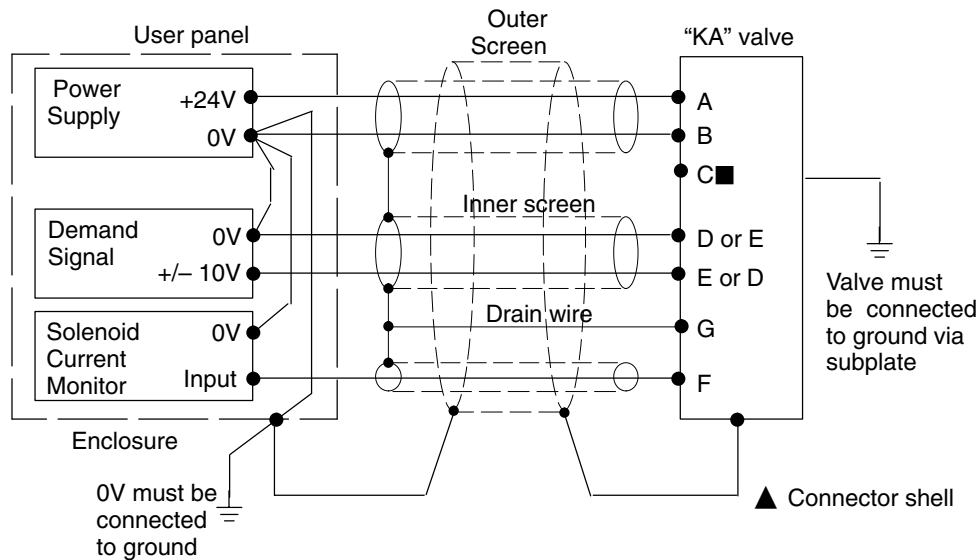 User panel
Outer
Screen
“KA” valve
Power
Supply
+24V
0V
A
B
C■
Inner screen
Demand
Signal
0V
+/– 10V
D or E
E or D
Valve must
be connected
to ground via
subplate
Drain wire
G
Solenoid
Current
Monitor
0V
Input
F
Enclosure
0V must be
connected
to ground
▲ Connector shell